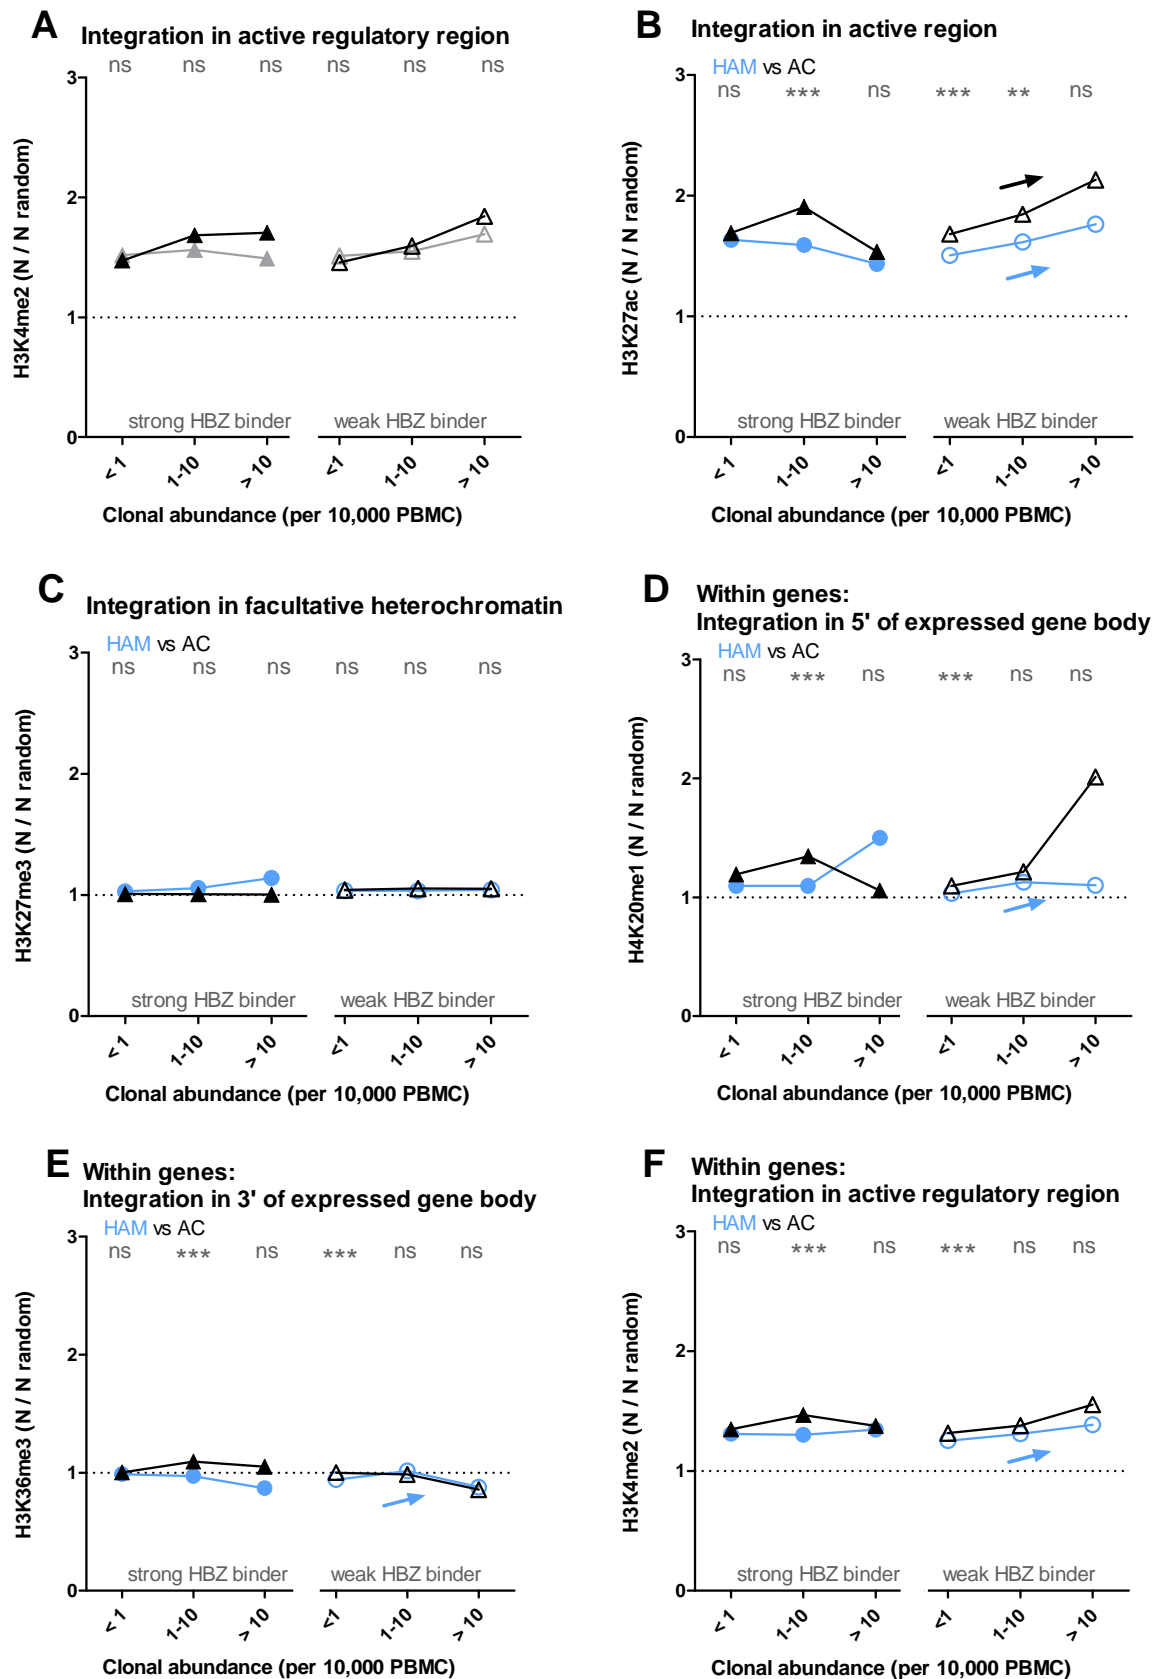 A Integration in active regulatory region
ns ns ns ns ns ns
3
2
1
0
H3K4me2 (N / N random)
strong HBZ binder weak HBZ binder
< 1 1-10 > 10 <1 1-10 > 10
Clonal abundance (per 10,000 PBMC)
B Integration in active region
HAM vs AC
ns *** ns *** ** ns
3
2
1
0
H3K27ac (N / N random)
strong HBZ binder weak HBZ binder
< 1 1-10 > 10 <1 1-10 > 10
Clonal abundance (per 10,000 PBMC)
C Integration in facultative heterochromatin
HAM vs AC
ns ns ns ns ns ns
3
2
1
0
H3K27me3 (N / N random)
strong HBZ binder weak HBZ binder
< 1 1-10 > 10 <1 1-10 > 10
Clonal abundance (per 10,000 PBMC)
D Within genes:
Integration in 5' of expressed gene body
HAM vs AC
ns *** ns *** ns ns
3
2
1
0
H4K20me1 (N / N random)
strong HBZ binder weak HBZ binder
< 1 1-10 > 10 <1 1-10 > 10
Clonal abundance (per 10,000 PBMC)
E Within genes:
Integration in 3' of expressed gene body
HAM vs AC
ns *** ns *** ns ns
3
2
1
0
H3K36me3 (N / N random)
strong HBZ binder weak HBZ binder
< 1 1-10 > 10 <1 1-10 > 10
Clonal abundance (per 10,000 PBMC)
F Within genes:
Integration in active regulatory region
HAM vs AC
ns *** ns *** ns ns
3
2
1
0
H3K4me2 (N / N random)
strong HBZ binder weak HBZ binder
< 1 1-10 > 10 <1 1-10 > 10
Clonal abundance (per 10,000 PBMC)